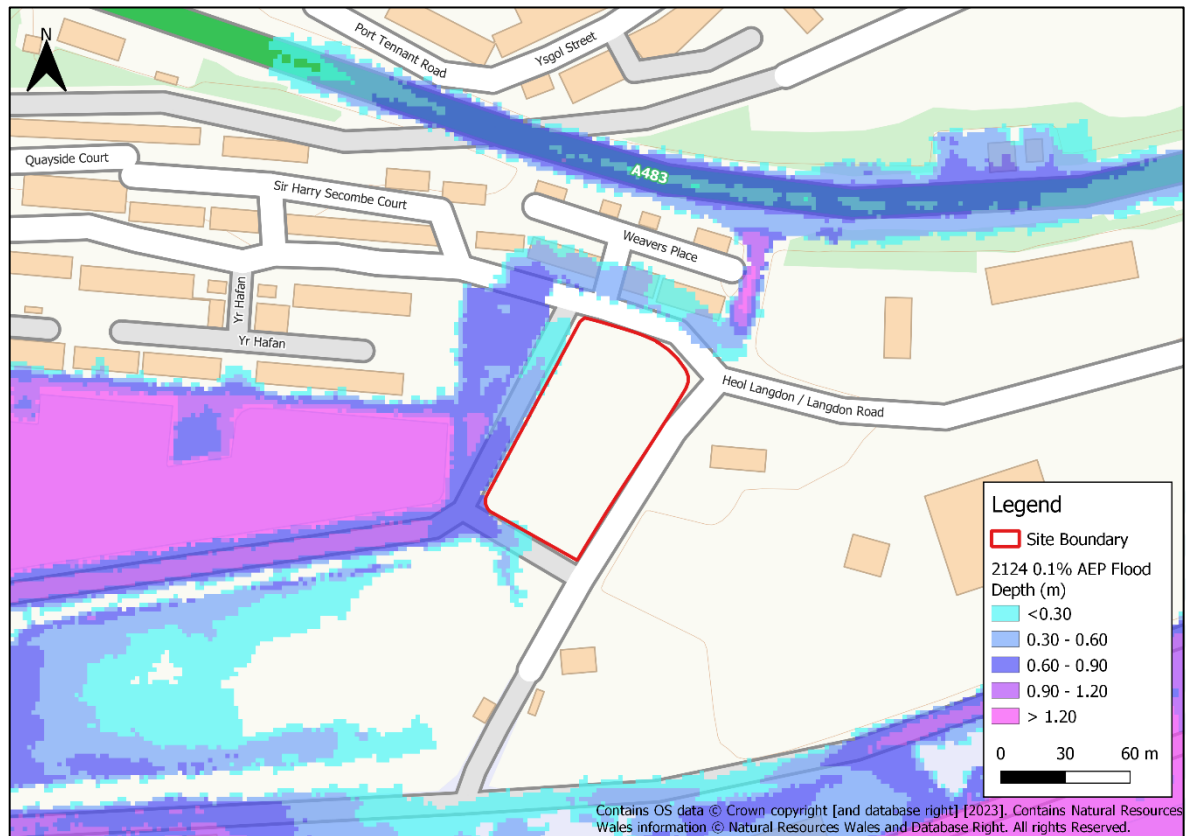 N
Port Tennant Road
Ysgol Street
A483
Quayside Court
Sir Harry Secombe Court
Weavers Place
Yr Hafan
Yr Hafan
Heol Langdon / Langdon Road
Legend
Site Boundary
2124 0.1% AEP Flood
Depth (m)
<0.30
0.30 - 0.60
0.60 - 0.90
0.90 - 1.20
> 1.20
0 30 60 m
Contains OS data © Crown copyright [and database right] [2023]. Contains Natural Resources
Wales information © Natural Resources Wales and Database Right. All rights Reserved.